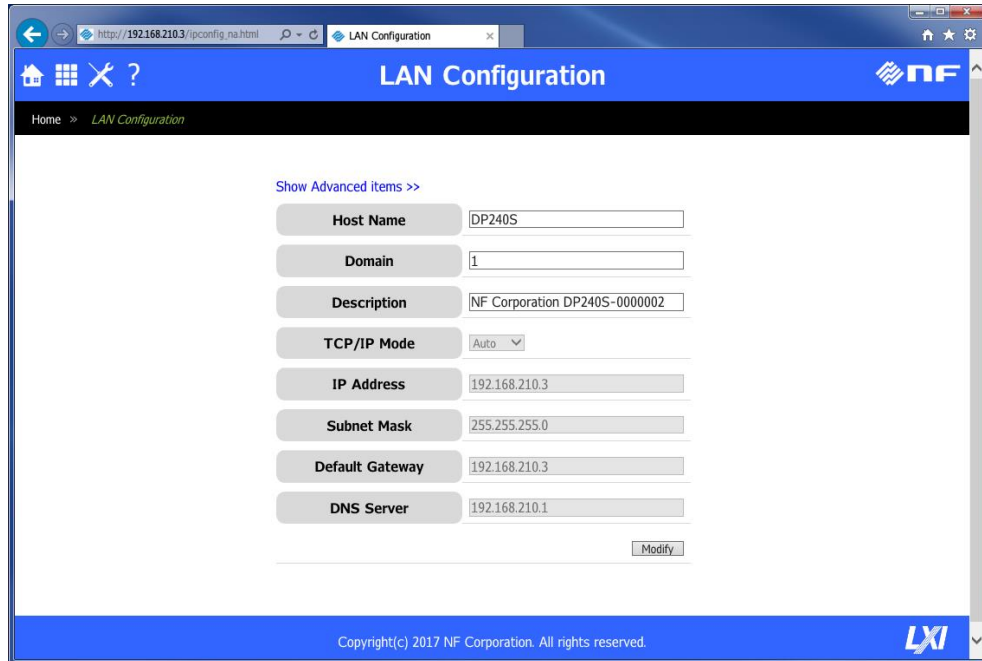 http://192.168.210.3/ipconfig_na.html
LAN Configuration
LAN Configuration
NF
Home » LAN Configuration
Show Advanced items >>
Host Name DP240S
Domain 1
Description NF Corporation DP240S-0000002
TCP/IP Mode Auto
IP Address 192.168.210.3
Subnet Mask 255.255.255.0
Default Gateway 192.168.210.3
DNS Server 192.168.210.1
Modify
Copyright(c) 2017 NF Corporation. All rights reserved.
LXI